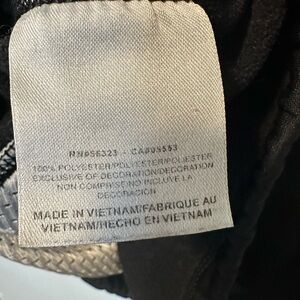 RN#56323 - CA#05553
100% POLYESTER/POLYESTER/POLIESTER
EXCLUSIVE OF DECORATION/DECORATION
NON COMPRISE/NO INCLUYE LA
DECORACION
MADE IN VIETNAM/FABRIQUE AU
VIETNAM/HECHO EN VIETNAM